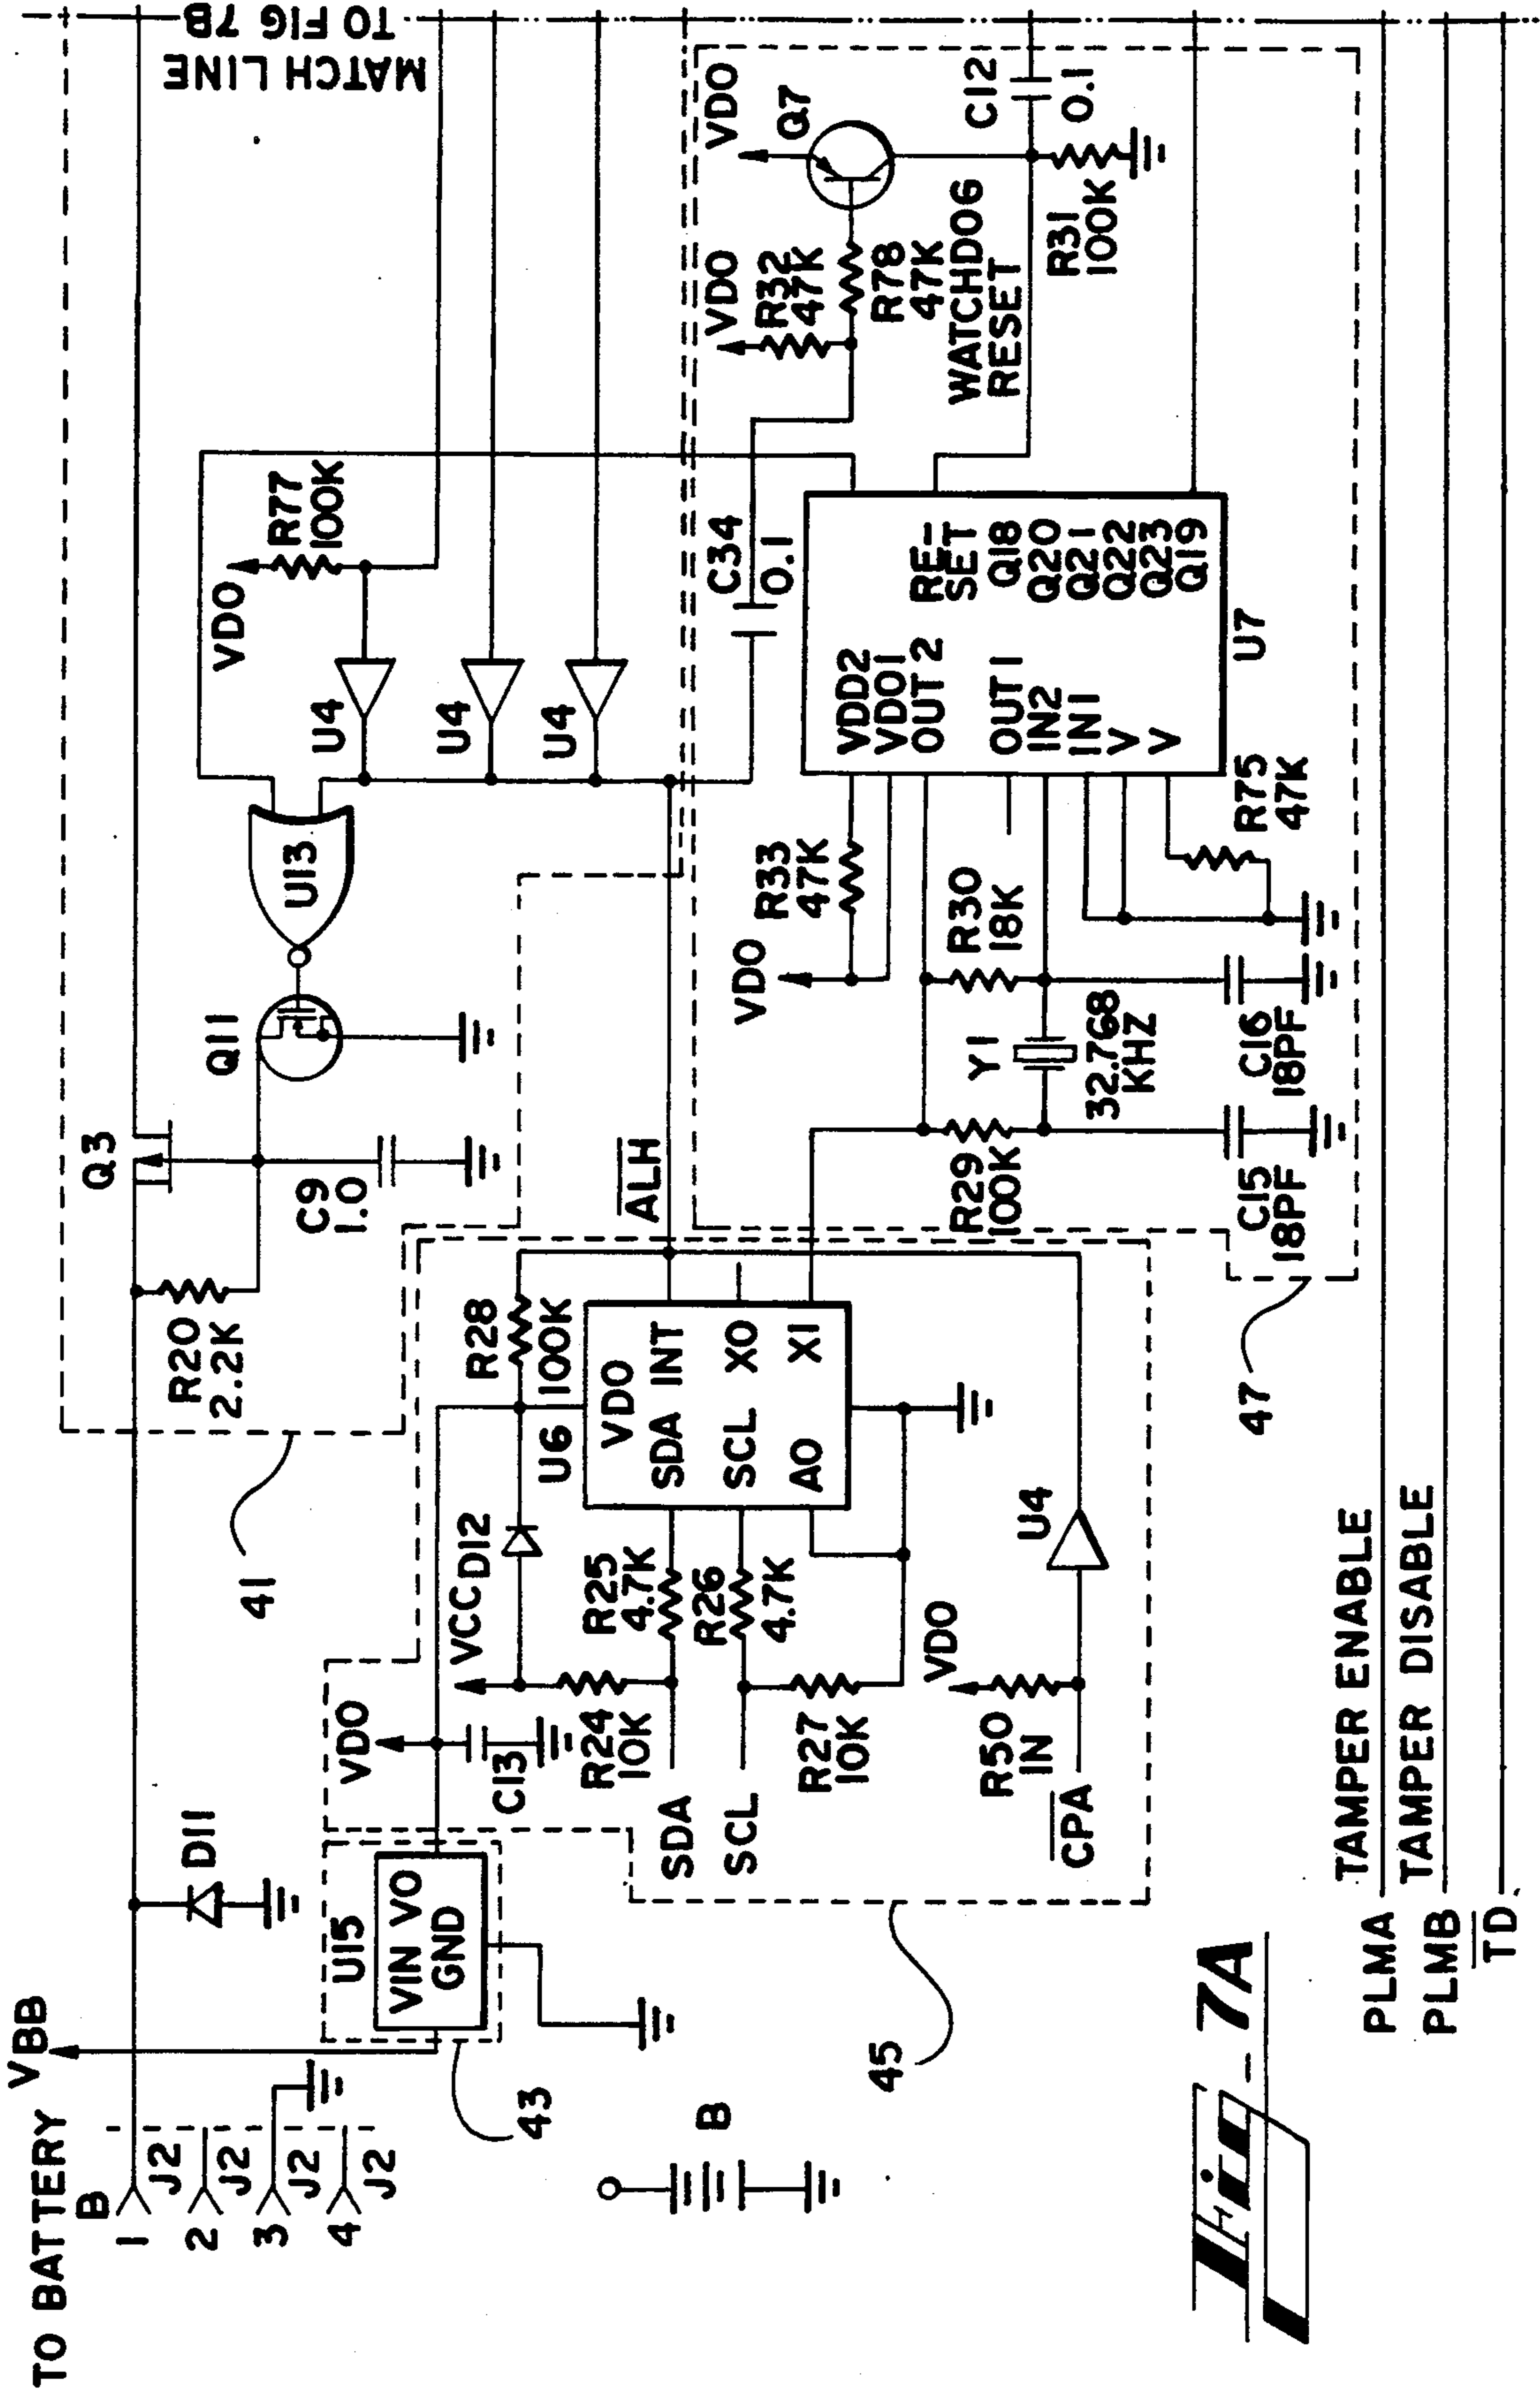 TO BATTERY VBB
B
1 J2
2 J2
3 J2
4 J2
B
43
U15
VIN VO
GND
D11
VDO
C13
VCC
D12
R24
10K
SDA
SCL
R25
4.7K
R26
4.7K
R27
10K
VDO
R50
1N
CPA
U4
45
41
R20
2.2K
C9
1.0
Q3
Q11
U13
R28
100K
U6
VDO
SDA INT
SCL XO
AO XI
ALH
VDO
R77
100K
U4
U4
U4
MATCH LINE
TO FIG 7B
C34
0.1
VDO
R32
47K
VDO
Q7
R78
47K
WATCHDO6
RESET
C12
0.1
R31
100K
VDO
R33
47K
R30
18K
Y1
32.768
KHZ
R29
100K
C15
18PF
C16
18PF
R75
47K
U7
VDD2
VDO1
OUT 2
OUT 1
IN2
IN1
V
V
RE-
SET
Q18
Q20
Q21
Q22
Q23
Q19
47
PLMA TAMPER ENABLE
PLMB TAMPER DISABLE
TD
Fig-7A